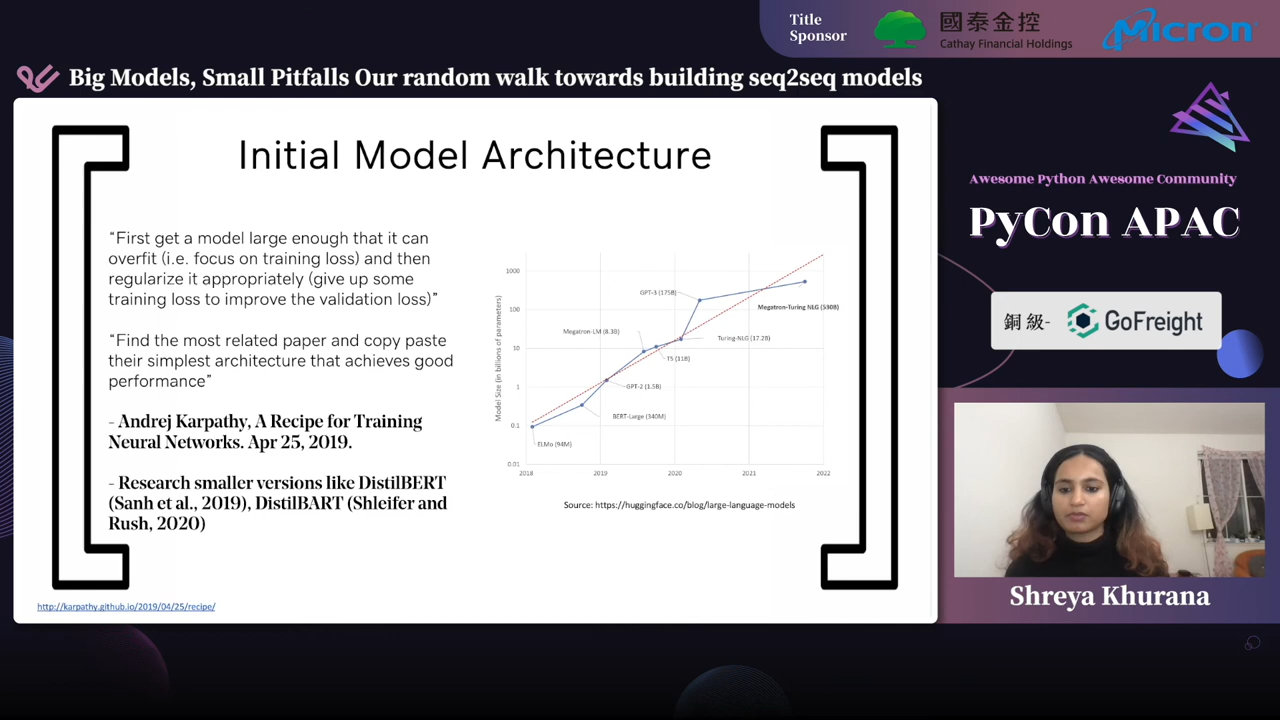 Title
Sponsor
國泰金控
Cathay Financial Holdings
Micron
Big Models, Small Pitfalls Our random walk towards building seq2seq models
Initial Model Architecture
“First get a model large enough that it can
overfit (i.e. focus on training loss) and then
regularize it appropriately (give up some
training loss to improve the validation loss)”
“Find the most related paper and copy paste
their simplest architecture that achieves good
performance”
- Andrej Karpathy, A Recipe for Training
Neural Networks. Apr 25, 2019.
- Research smaller versions like DistilBERT
(Sanh et al., 2019), DistilBART (Shleifer and
Rush, 2020)
http://karpathy.github.io/2019/04/25/recipe/
Model Size (in billions of parameters)
1000
100
10
1
0.1
0.01
2018
2019
2020
2021
2022
GPT-3 (175B)
Megatron-Turing NLG (530B)
Megatron-LM (8.3B)
Turing-NLG (17.2B)
T5 (11B)
GPT-2 (1.5B)
BERT-Large (340M)
ELMo (94M)
Source: https://huggingface.co/blog/large-language-models
Awesome Python Awesome Community
PyCon APAC
銅級-
GoFreight
Shreya Khurana